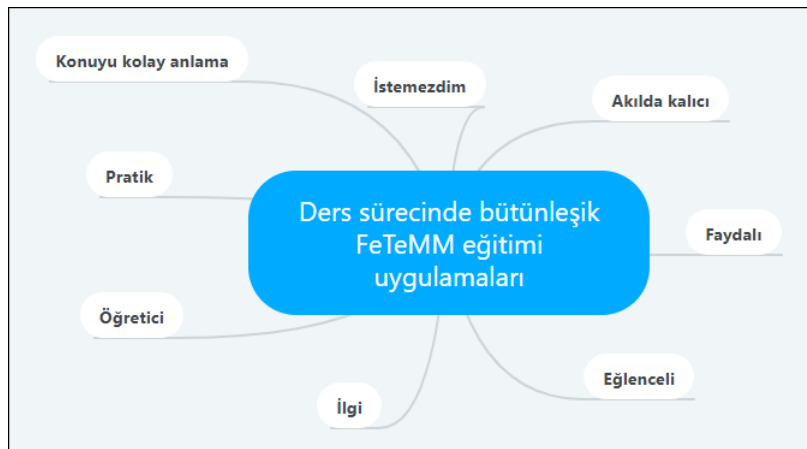 Konuyu kolay anlama
İstemezdim
Akılda kalıcı
Pratik
Ders sürecinde bütünleşik
FeTeMM eğitimi
uygulamaları
Faydalı
Öğretici
Eğlenceli
İlgi